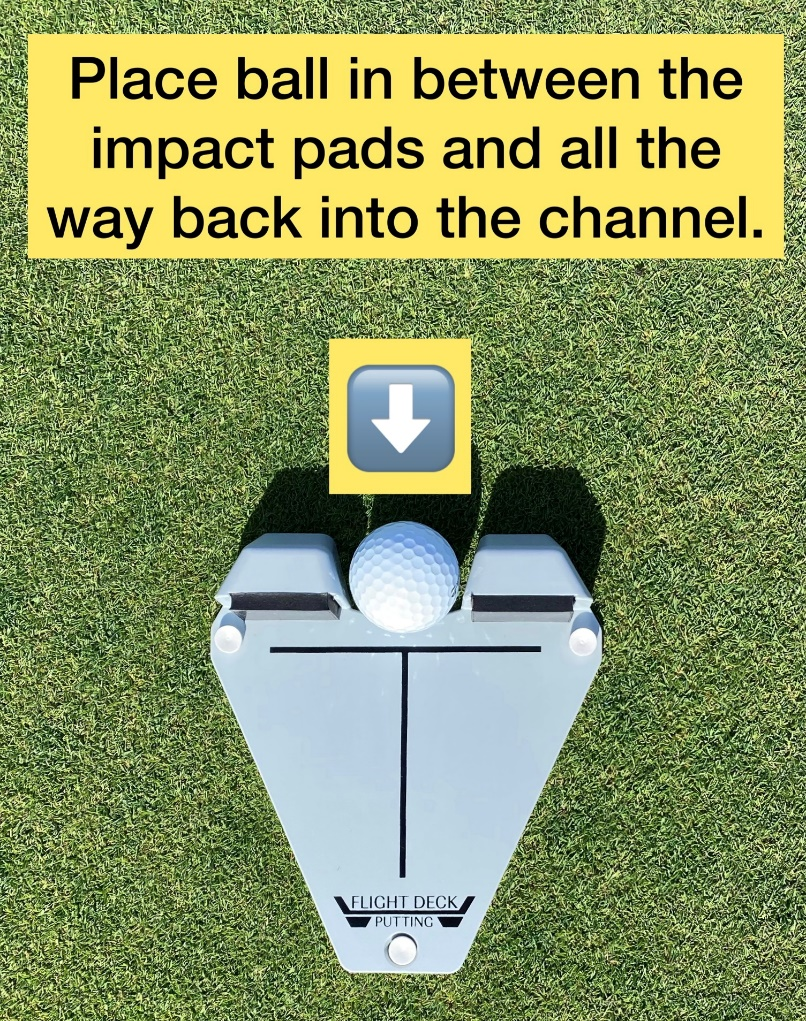 Place ball in between the
impact pads and all the
way back into the channel.
FLIGHT DECK
PUTTING